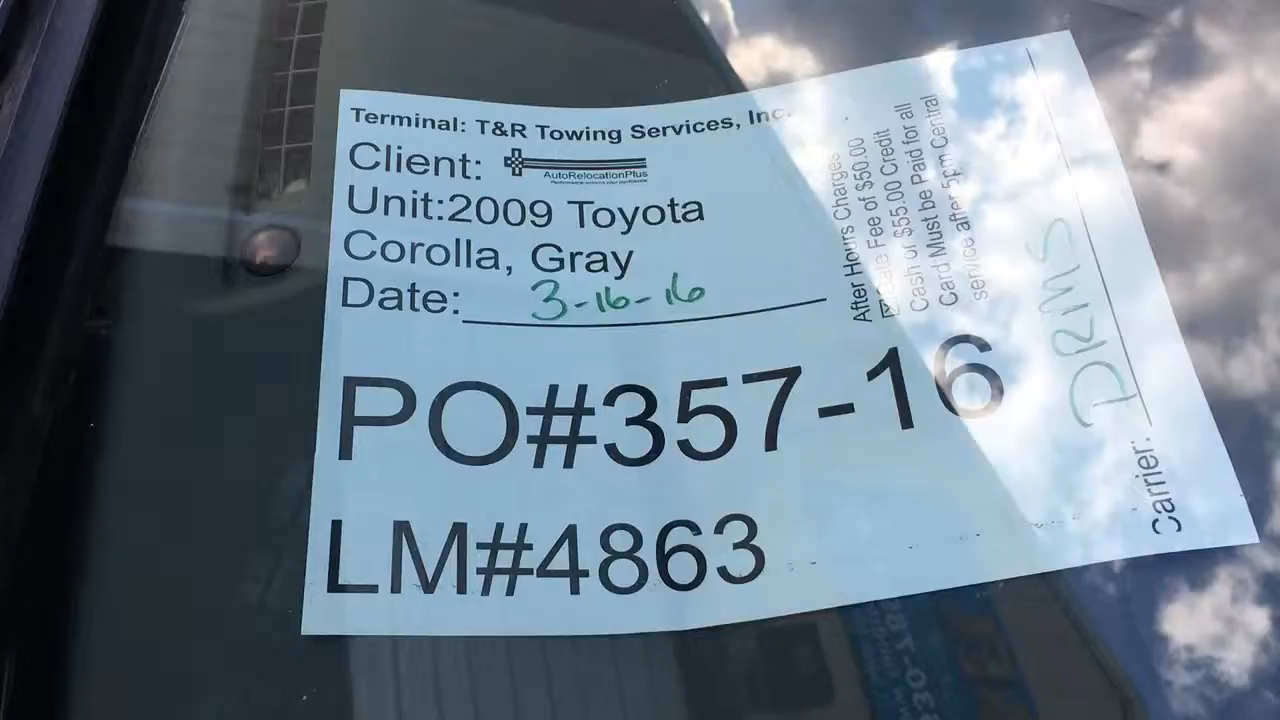 Terminal: T&R Towing Services, Inc.
Client: AutoRelocationPlus
Unit:2009 Toyota
Corolla, Gray
Date: 3-16-16
PO#357-16
LM#4863
After Hours Charges
Gate Fee of $50.00
Cash or $55.00 Credit
Card Must be Paid for all
service after 5pm Central
Carrier: DRMS